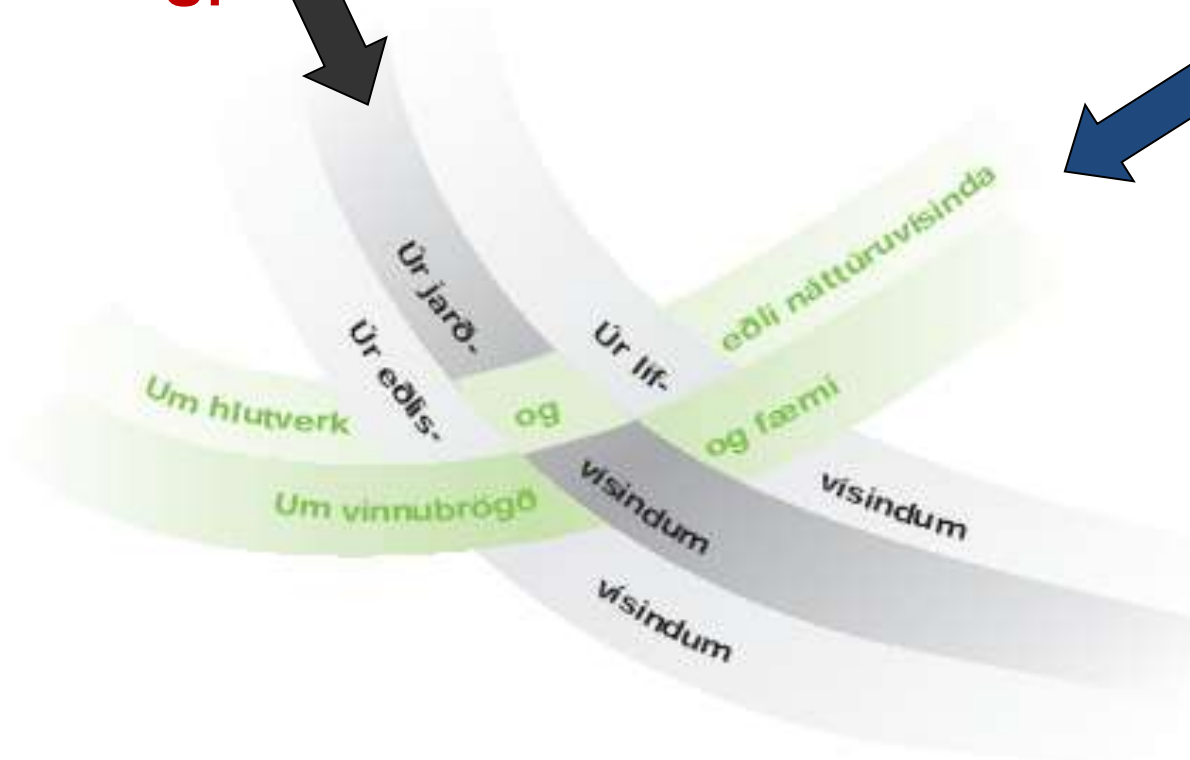 Úr jarð-
vísindum
Úr eðlis-
vísindum
Úr líf-
vísindum
Um hlutverk
og
eðli náttúruvísinda
Um vinnubrögð
og færni